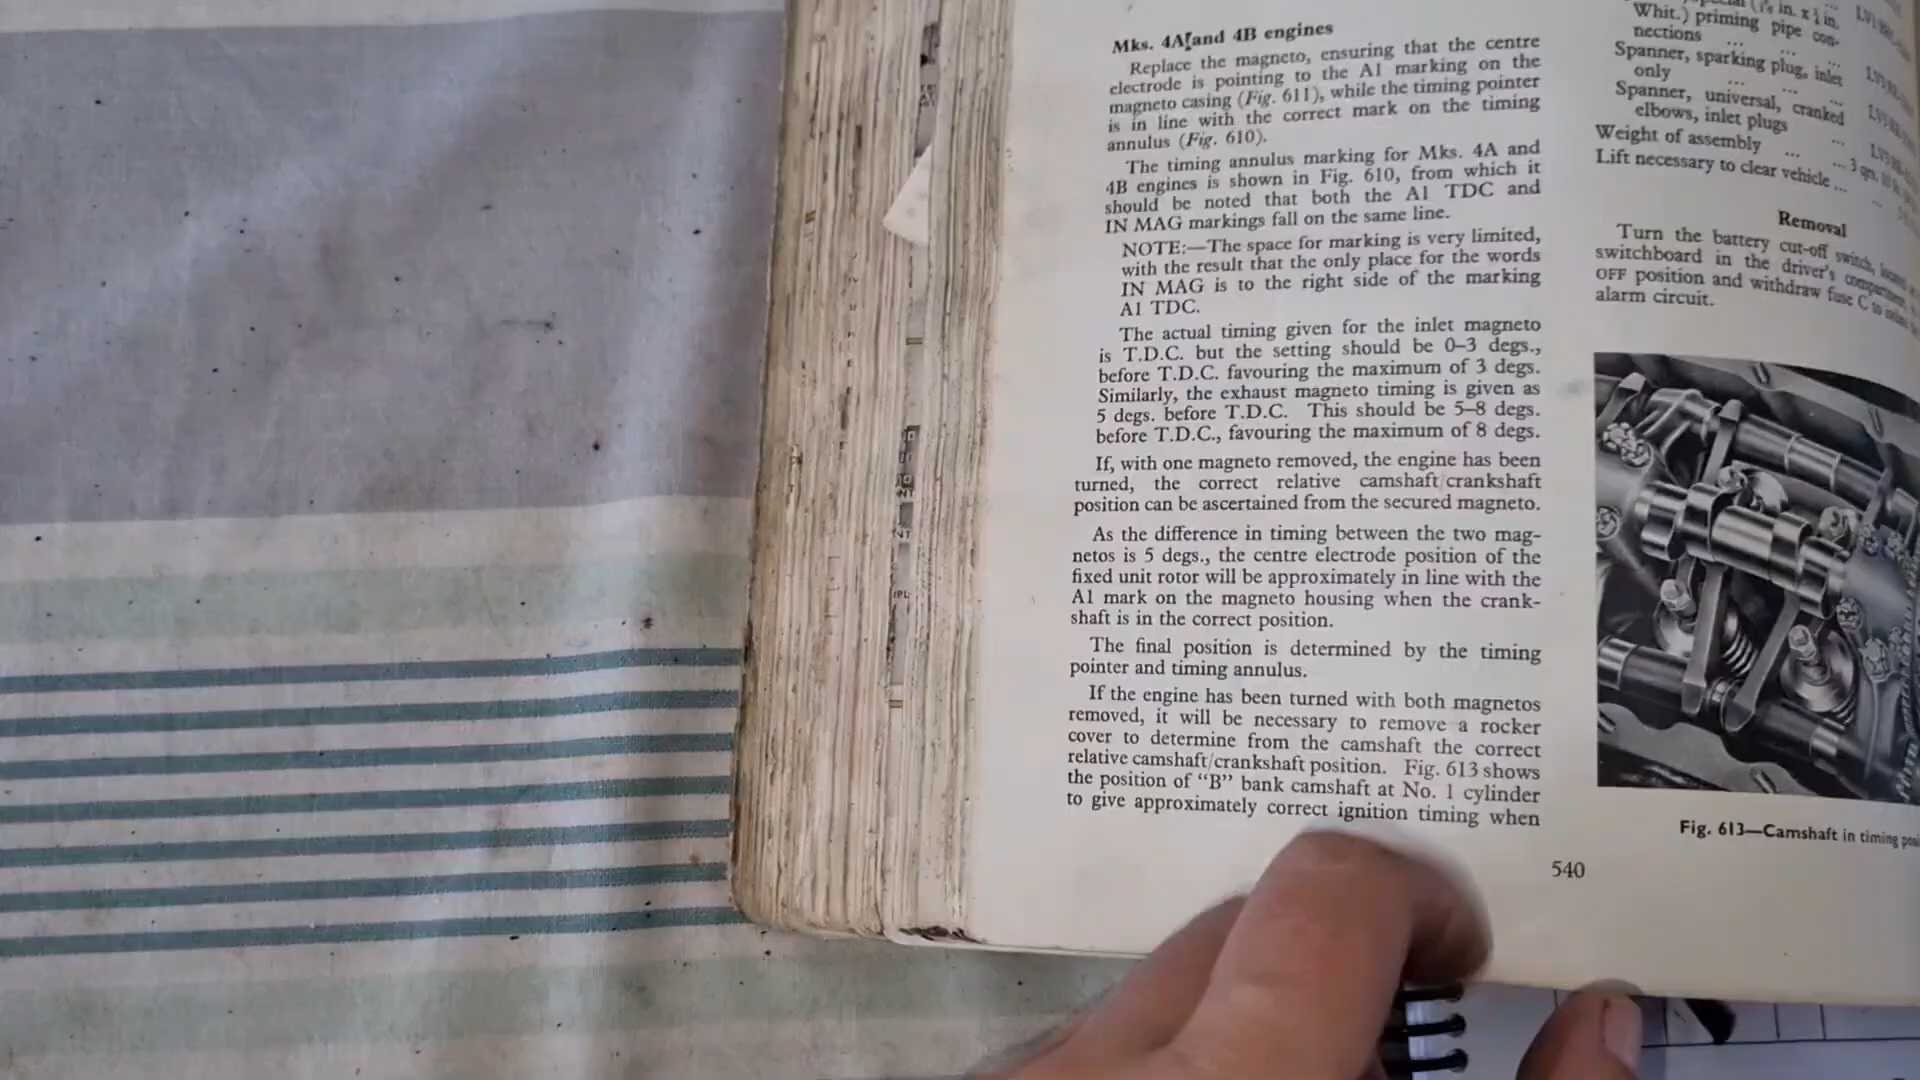 Mks. 4A and 4B engines
Replace the magneto, ensuring that the centre
electrode is pointing to the A1 marking on the
magneto casing (Fig. 611), while the timing pointer
is in line with the correct mark on the timing
annulus (Fig. 610).
The timing annulus marking for Mks. 4A and
4B engines is shown in Fig. 610, from which it
should be noted that both the A1 TDC and
IN MAG markings fall on the same line.
NOTE:—The space for marking is very limited,
with the result that the only place for the words
IN MAG is to the right side of the marking
A1 TDC.
The actual timing given for the inlet magneto
is T.D.C. but the setting should be 0–3 degs.,
before T.D.C. favouring the maximum of 3 degs.
Similarly, the exhaust magneto timing is given as
5 degs. before T.D.C. This should be 5–8 degs.
before T.D.C., favouring the maximum of 8 degs.
If, with one magneto removed, the engine has been
turned, the correct relative camshaft/crankshaft
position can be ascertained from the secured magneto.
As the difference in timing between the two mag-
netos is 5 degs., the centre electrode position of the
fixed unit rotor will be approximately in line with the
A1 mark on the magneto housing when the crank-
shaft is in the correct position.
The final position is determined by the timing
pointer and timing annulus.
If the engine has been turned with both magnetos
removed, it will be necessary to remove a rocker
cover to determine from the camshaft the correct
relative camshaft/crankshaft position. Fig. 613 shows
the position of "B" bank camshaft at No. 1 cylinder
to give approximately correct ignition timing when
540
Whit.) priming pipe con-
nections ... ...
Spanner, sparking plug, inlet
only ... ... ...
Spanner, universal, cranked
elbows, inlet plugs ...
Weight of assembly ... ... 3 qrs.
Lift necessary to clear vehicle ... ...
Removal
Turn the battery cut-off switch,
switchboard in the driver's compartment
OFF position and withdraw fuse C to
alarm circuit.
Fig. 613—Camshaft in timing